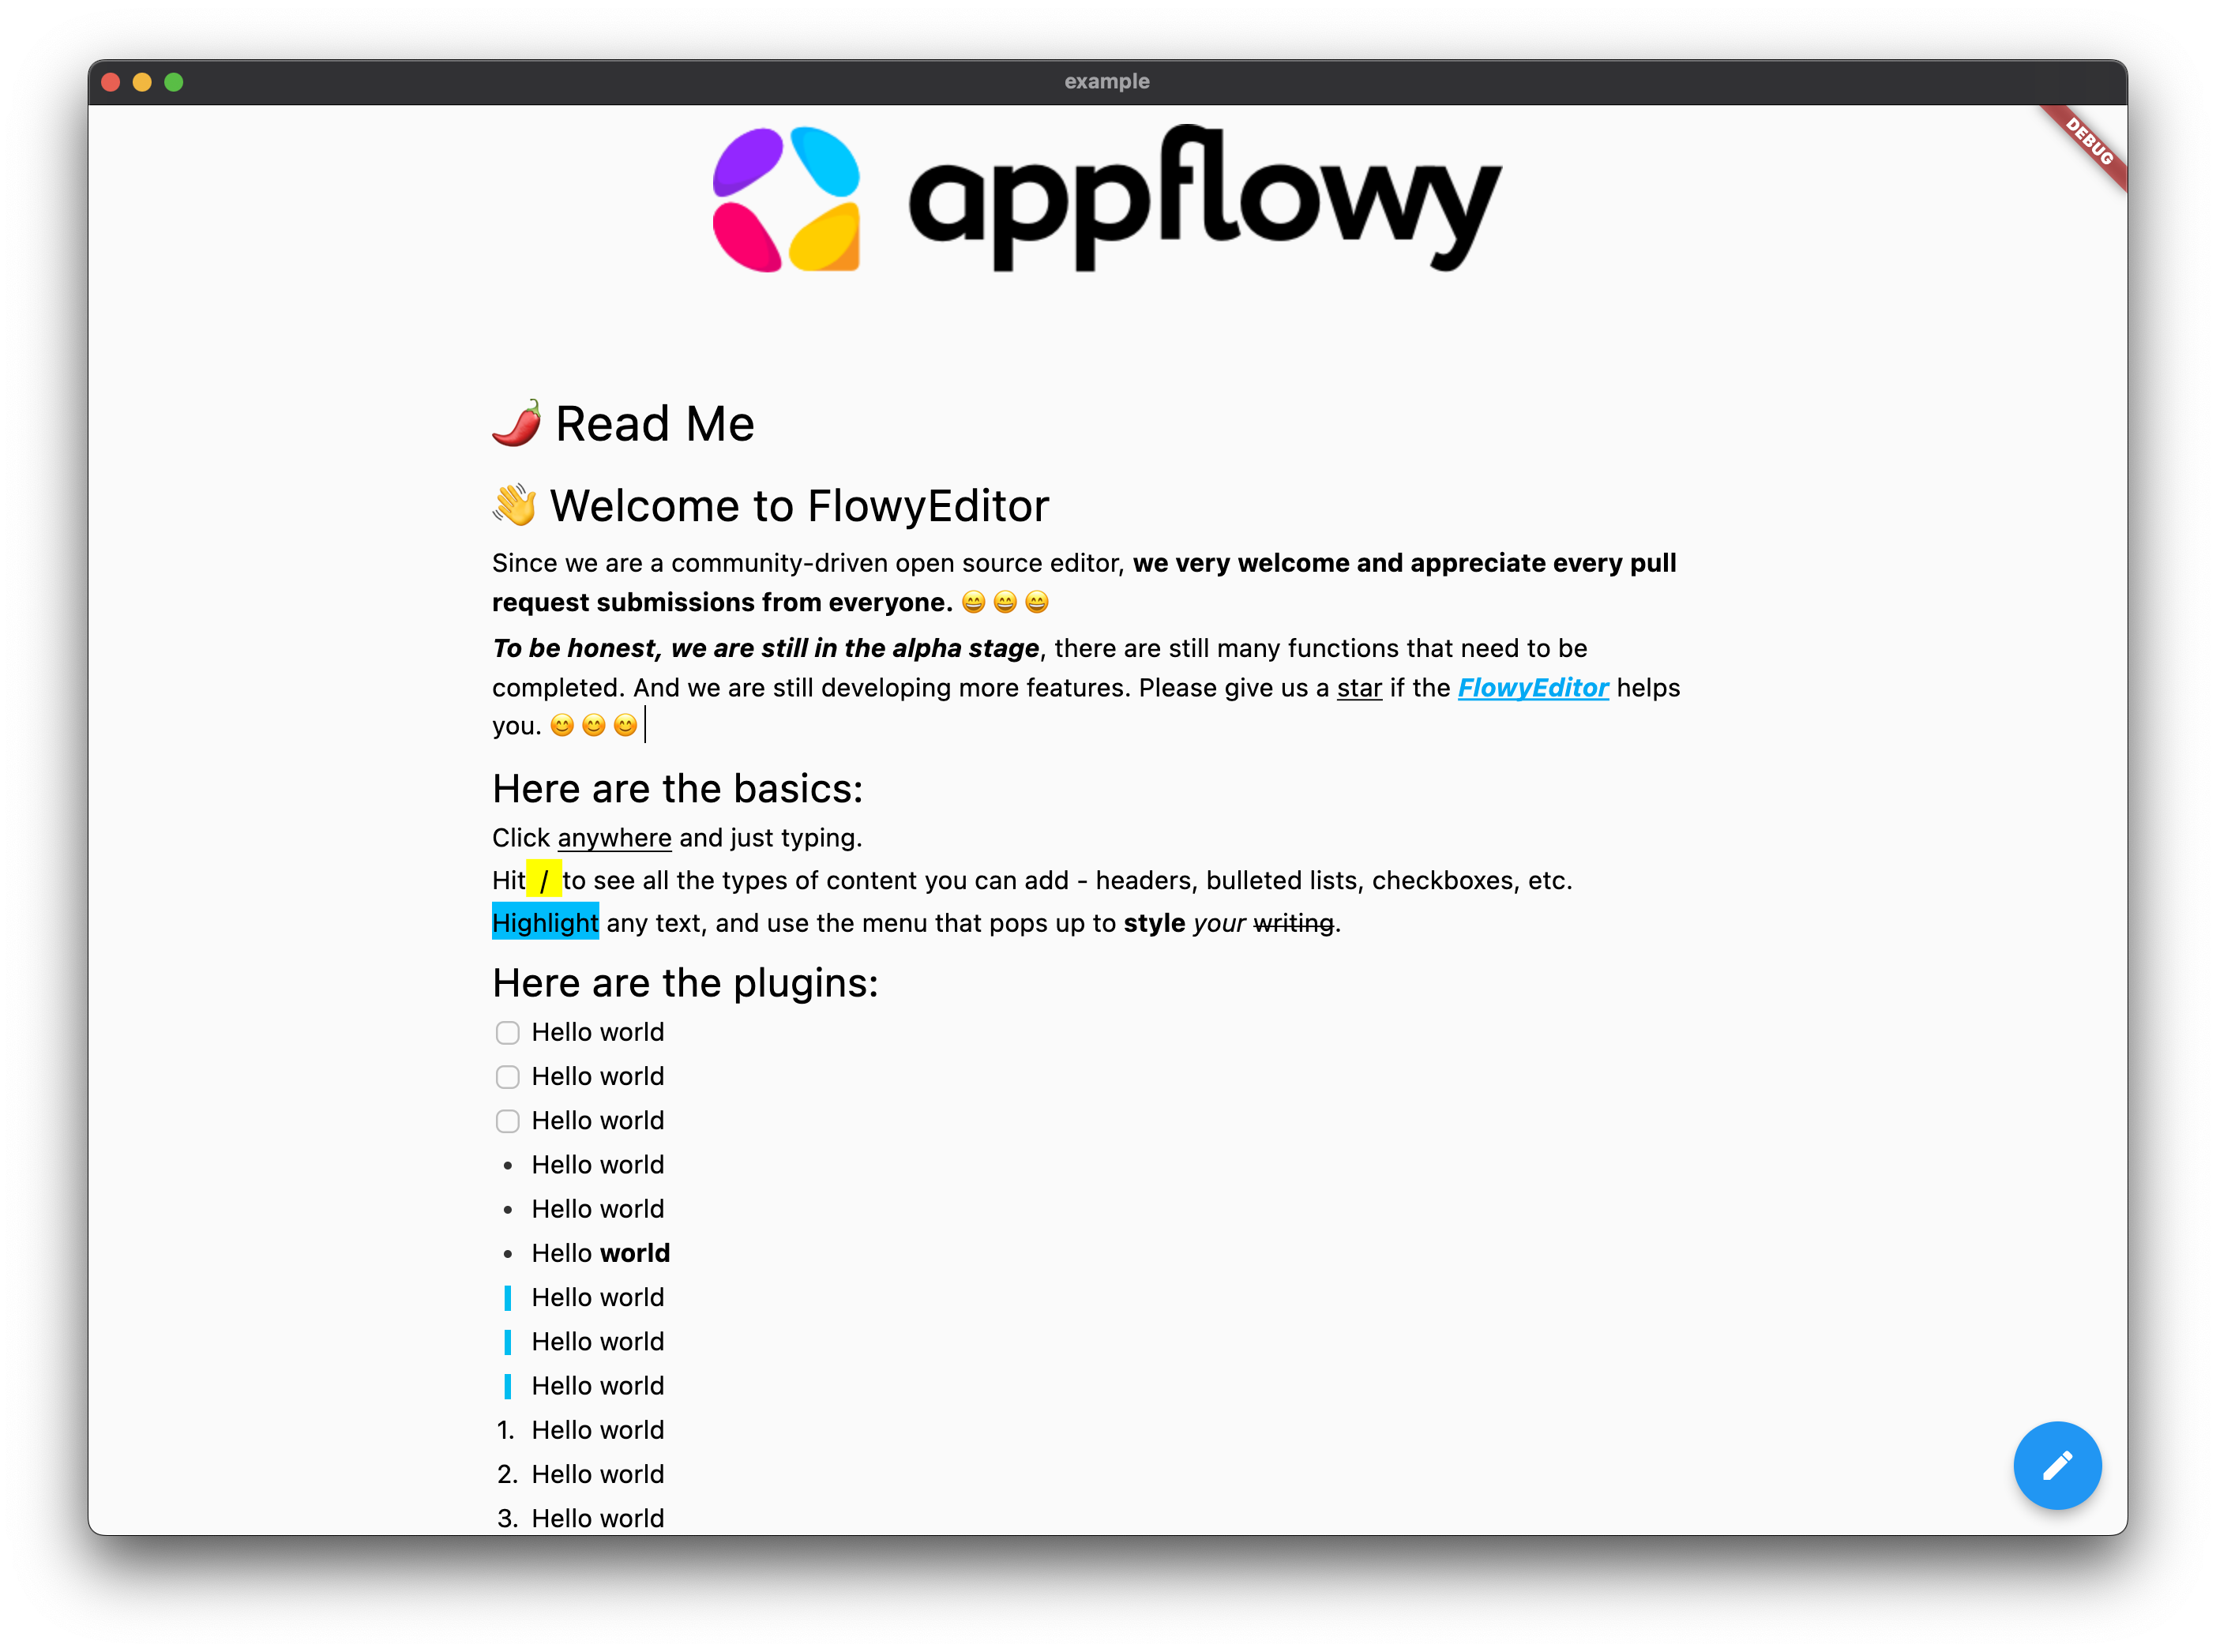 example
DEBUG
appflowy
🌶️ Read Me
👋 Welcome to FlowyEditor
Since we are a community-driven open source editor, we very welcome and appreciate every pull
request submissions from everyone. 😄 😄 😄
To be honest, we are still in the alpha stage, there are still many functions that need to be
completed. And we are still developing more features. Please give us a star if the FlowyEditor helps
you. 😊 😊 😊
Here are the basics:
Click anywhere and just typing.
Hit / to see all the types of content you can add - headers, bulleted lists, checkboxes, etc.
Highlight any text, and use the menu that pops up to style your writing.
Here are the plugins:
Hello world
Hello world
Hello world
• Hello world
• Hello world
• Hello world
Hello world
Hello world
Hello world
1. Hello world
2. Hello world
3. Hello world